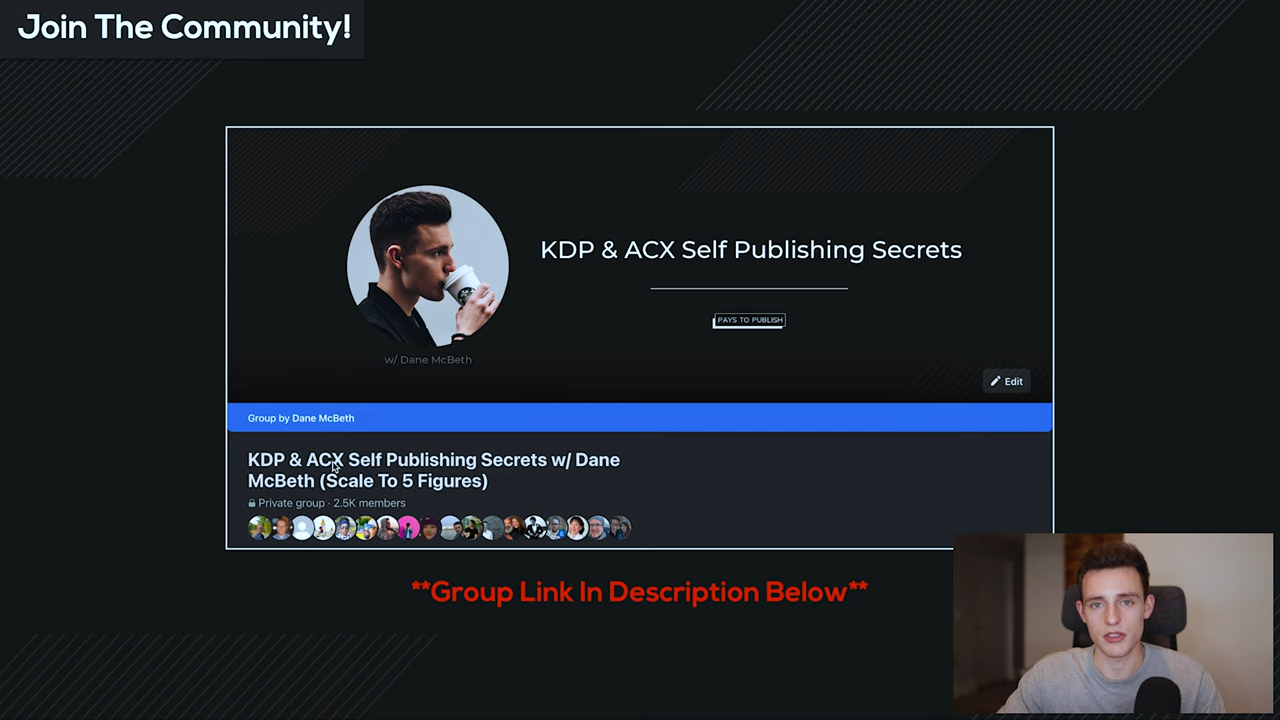 Join The Community!
KDP & ACX Self Publishing Secrets
PAYS TO PUBLISH
w/ Dane McBeth
Edit
Group by Dane McBeth
KDP & ACX Self Publishing Secrets w/ Dane
McBeth (Scale To 5 Figures)
Private group · 2.5K members
**Group Link In Description Below**